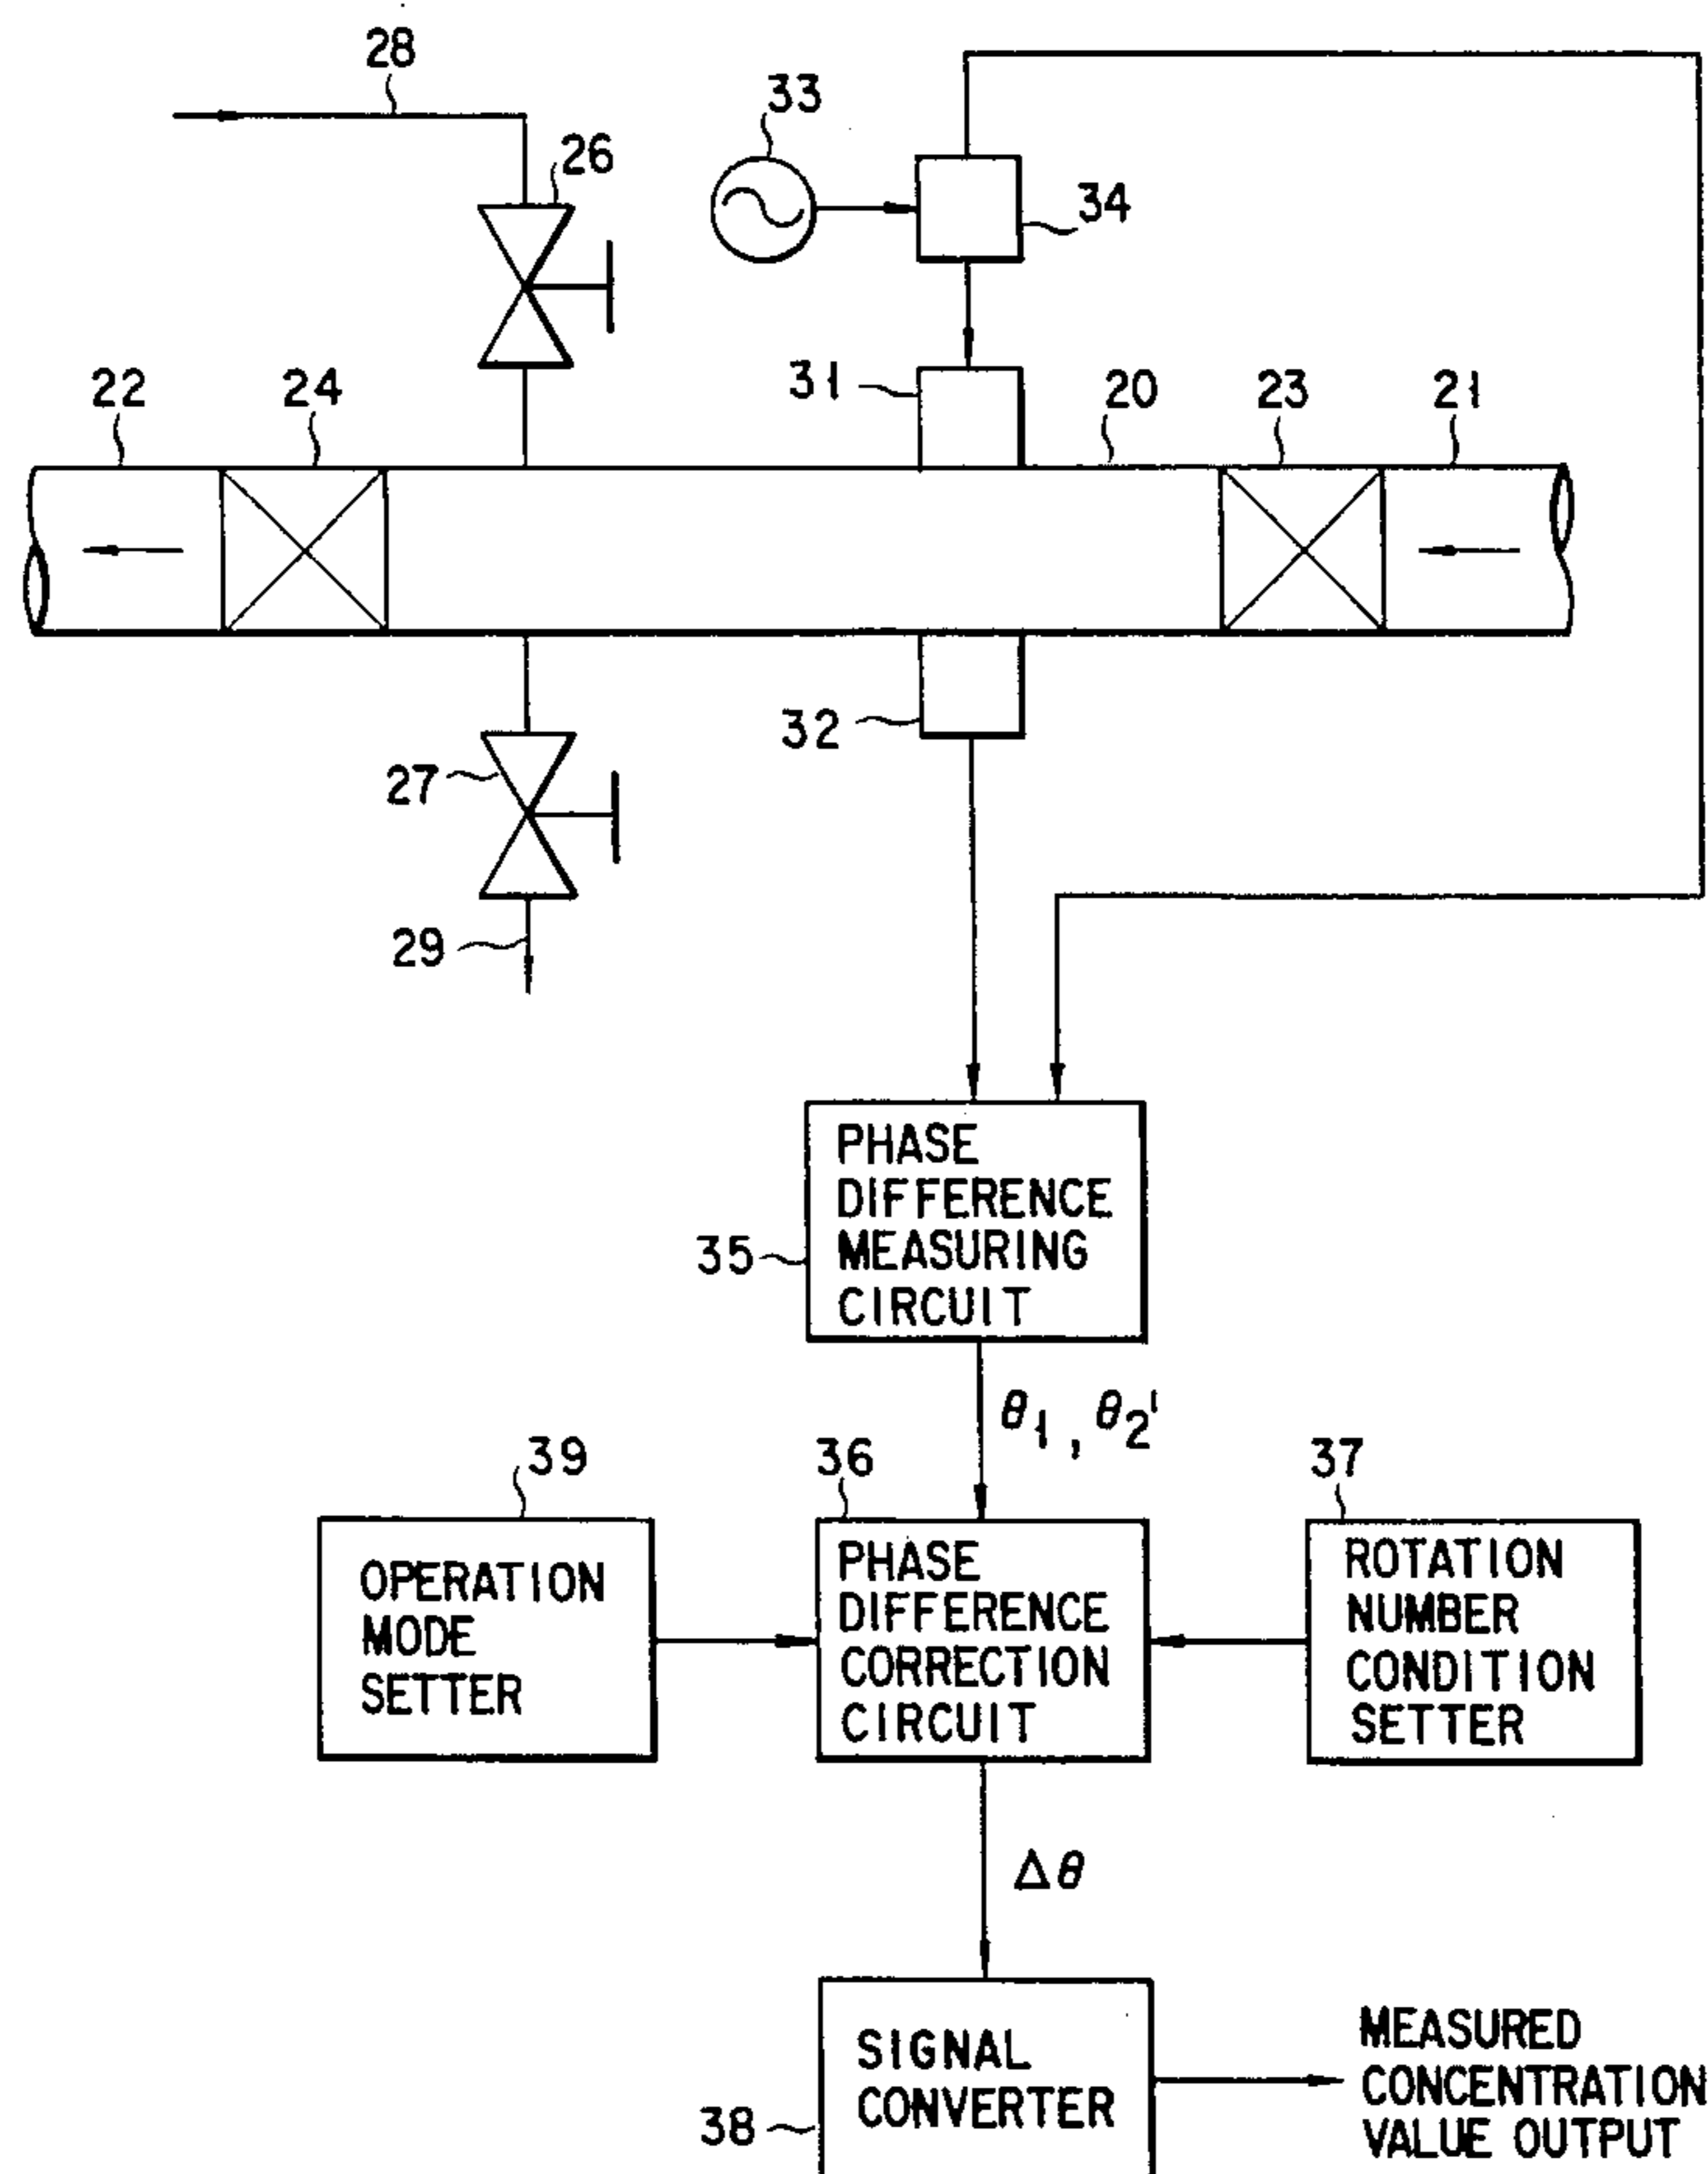 28
33
26
34
22
24
31
20
23
21
32
27
29
PHASE
DIFFERENCE
MEASURING
CIRCUIT
35
θ1, θ2'
39
36
37
OPERATION
MODE
SETTER
PHASE
DIFFERENCE
CORRECTION
CIRCUIT
ROTATION
NUMBER
CONDITION
SETTER
Δθ
SIGNAL
CONVERTER
38
MEASURED
CONCENTRATION
VALUE OUTPUT